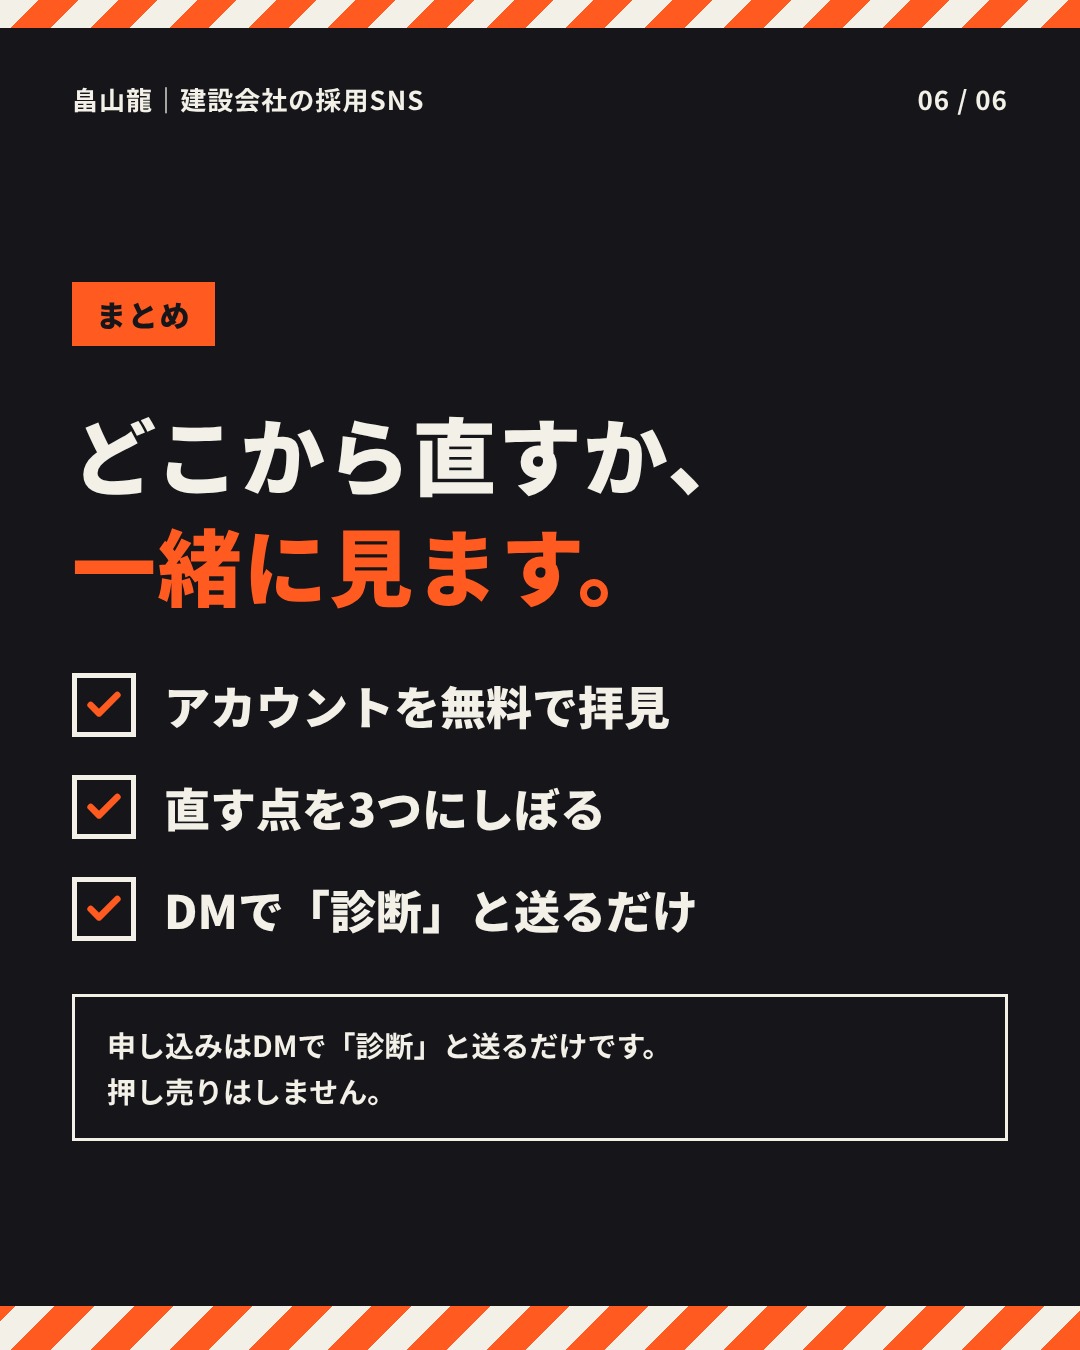 畠山龍｜建設会社の採用SNS
06 / 06
まとめ
どこから直すか、
一緒に見ます。
アカウントを無料で拝見
直す点を3つにしぼる
DMで「診断」と送るだけ
申し込みはDMで「診断」と送るだけです。
押し売りはしません。